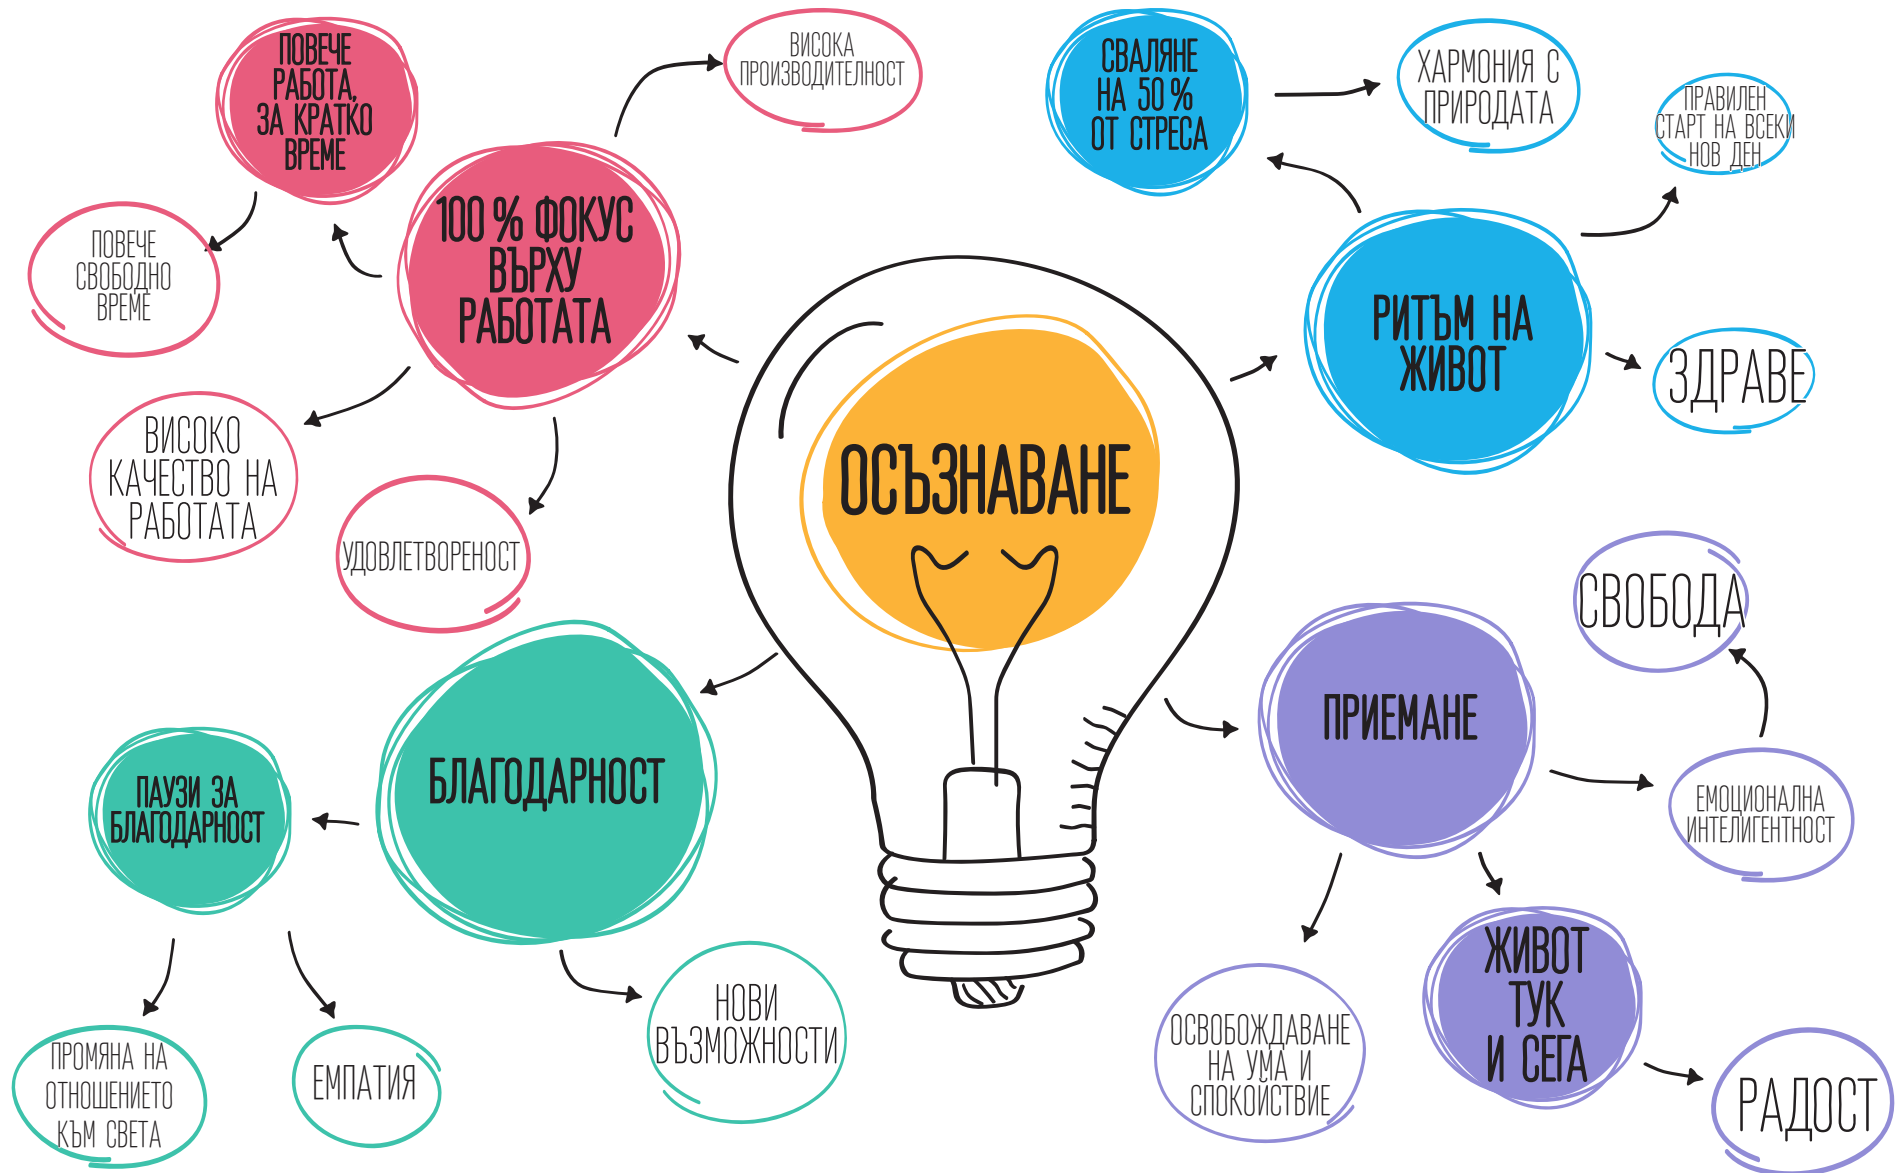 ПОВЕЧЕ
РАБОТА,
ЗА КРАТКО
ВРЕМЕ
ВИСОКА
ПРОИЗВОДИТЕЛНОСТ
100 % ФОКУС
ВЪРХУ
РАБОТАТА
ПОВЕЧЕ
СВОБОДНО
ВРЕМЕ
ВИСОКО
КАЧЕСТВО НА
РАБОТАТА
УДОВЛЕТВОРЕНОСТ
СВАЛЯНЕ
НА 50 %
ОТ СТРЕСА
ХАРМОНИЯ С
ПРИРОДАТА
ПРАВИЛЕН
СТАРТ НА ВСЕКИ
НОВ ДЕН
РИТЪМ НА
ЖИВОТ
ЗДРАВЕ
ОСЪЗНАВАНЕ
БЛАГОДАРНОСТ
ПАУЗИ ЗА
БЛАГОДАРНОСТ
ПРОМЯНА НА
ОТНОШЕНИЕТО
КЪМ СВЕТА
ЕМПАТИЯ
НОВИ
ВЪЗМОЖНОСТИ
ПРИЕМАНЕ
СВОБОДА
ЕМОЦИОНАЛНА
ИНТЕЛИГЕНТНОСТ
ОСВОБОЖДАВАНЕ
НА УМА И
СПОКОЙСТВИЕ
ЖИВОТ
ТУК
И СЕГА
РАДОСТ